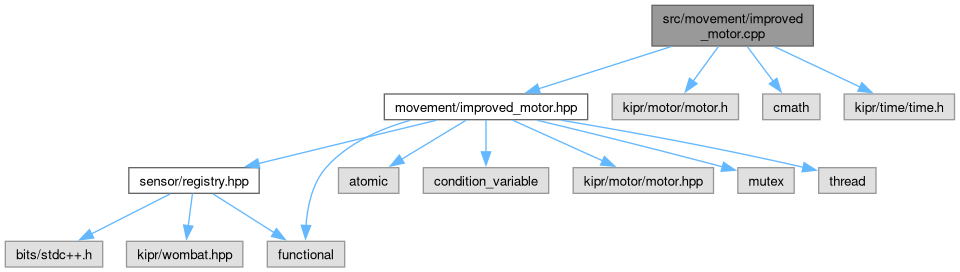 src/movement/improved
_motor.cpp
movement/improved_motor.hpp
kipr/motor/motor.h
cmath
kipr/time/time.h
sensor/registry.hpp
atomic
condition_variable
kipr/motor/motor.hpp
mutex
thread
bits/stdc++.h
kipr/wombat.hpp
functional